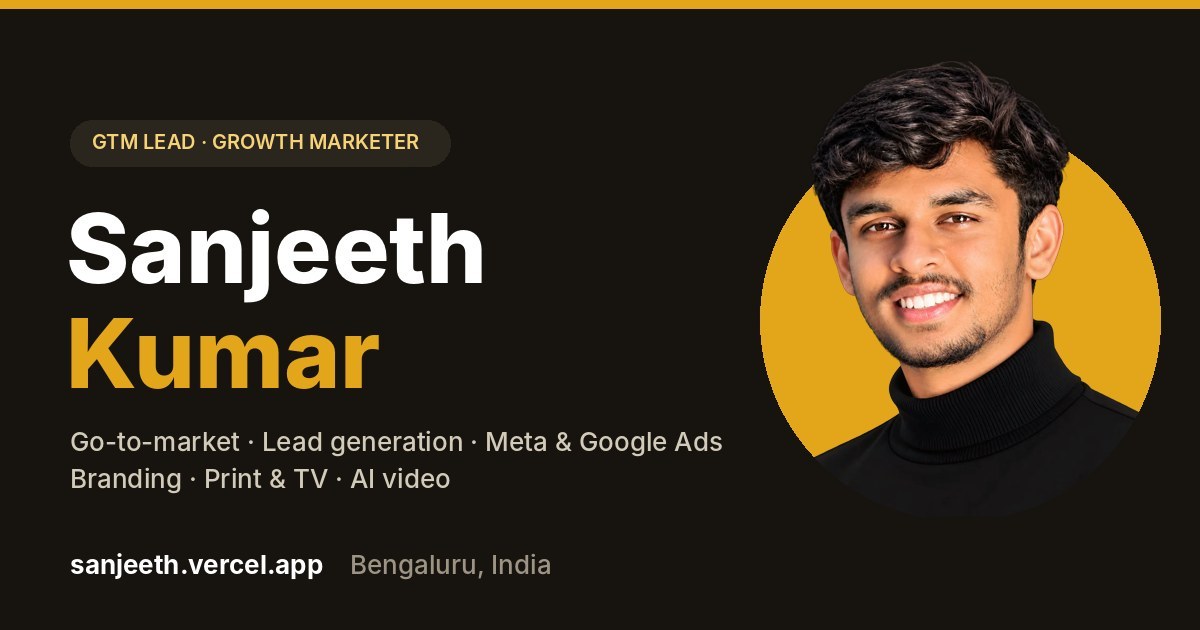 GTM LEAD · GROWTH MARKETER
Sanjeeth
Kumar
Go-to-market · Lead generation · Meta & Google Ads
Branding · Print & TV · AI video
sanjeeth.vercel.app Bengaluru, India